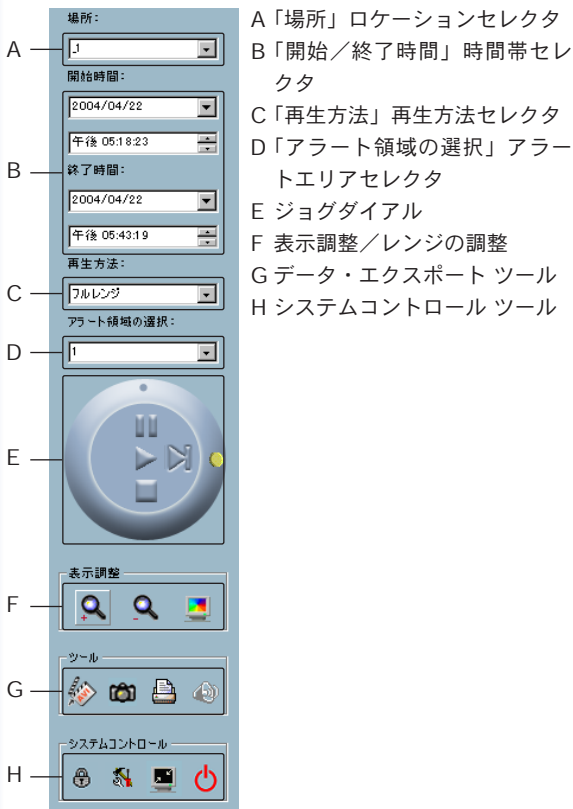 場所:
A
.1
開始時間:
2004/04/22
午後 05:18:23
B
終了時間:
2004/04/22
午後 05:43:19
再生方法:
C
フルレンジ
アラート領域の選択:
D
1
E
表示調整
F
ツール
G
AVI
システムコントロール
H
A「場所」ロケーションセレクタ
B「開始／終了時間」時間帯セレ
クタ
C「再生方法」再生方法セレクタ
D「アラート領域の選択」アラー
トエリアセレクタ
E ジョグダイアル
F 表示調整／レンジの調整
G データ・エクスポート ツール
H システムコントロール ツール